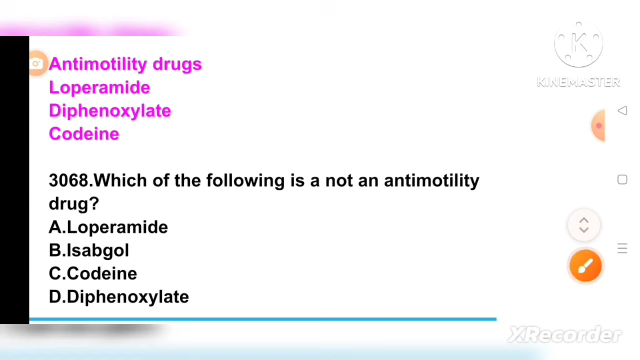 Antimotility drugs
Loperamide
Diphenoxylate
Codeine
3068.Which of the following is a not an antimotility
drug?
A.Loperamide
B.Isabgol
C.Codeine
D.Diphenoxylate
K
KINEMASTER
XRecorder